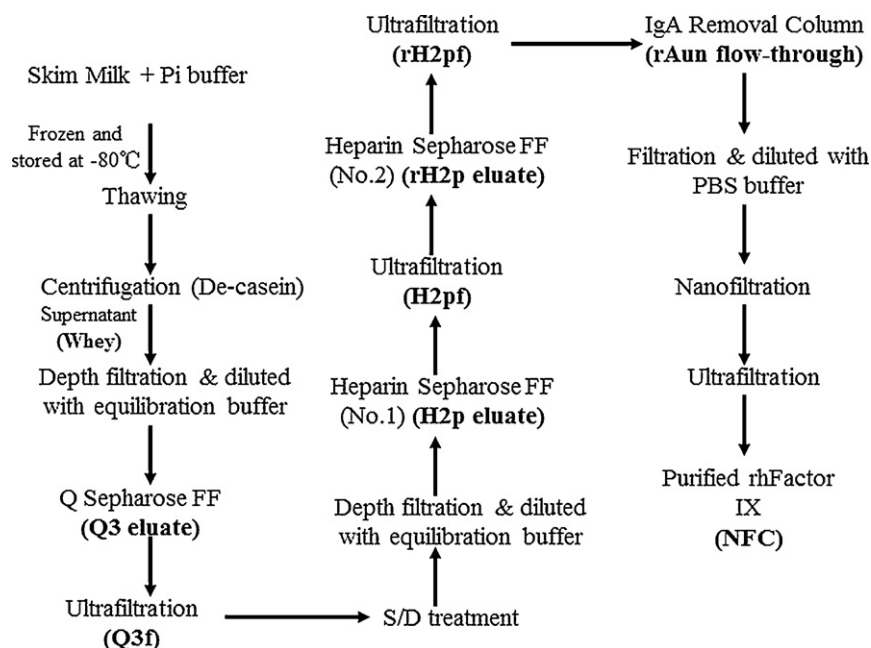 Skim Milk + Pi buffer
Frozen and
stored at -80℃
Thawing
Centrifugation (De-casein)
Supernatant
(Whey)
Depth filtration & diluted
with equilibration buffer
Q Sepharose FF
(Q3 eluate)
Ultrafiltration
(Q3f)
S/D treatment
Depth filtration & diluted
with equilibration buffer
Heparin Sepharose FF
(No.1) (H2p eluate)
Ultrafiltration
(H2pf)
Heparin Sepharose FF
(No.2) (rH2p eluate)
Ultrafiltration
(rH2pf)
IgA Removal Column
(rAun flow-through)
Filtration & diluted with
PBS buffer
Nanofiltration
Ultrafiltration
Purified rhFactor
IX
(NFC)